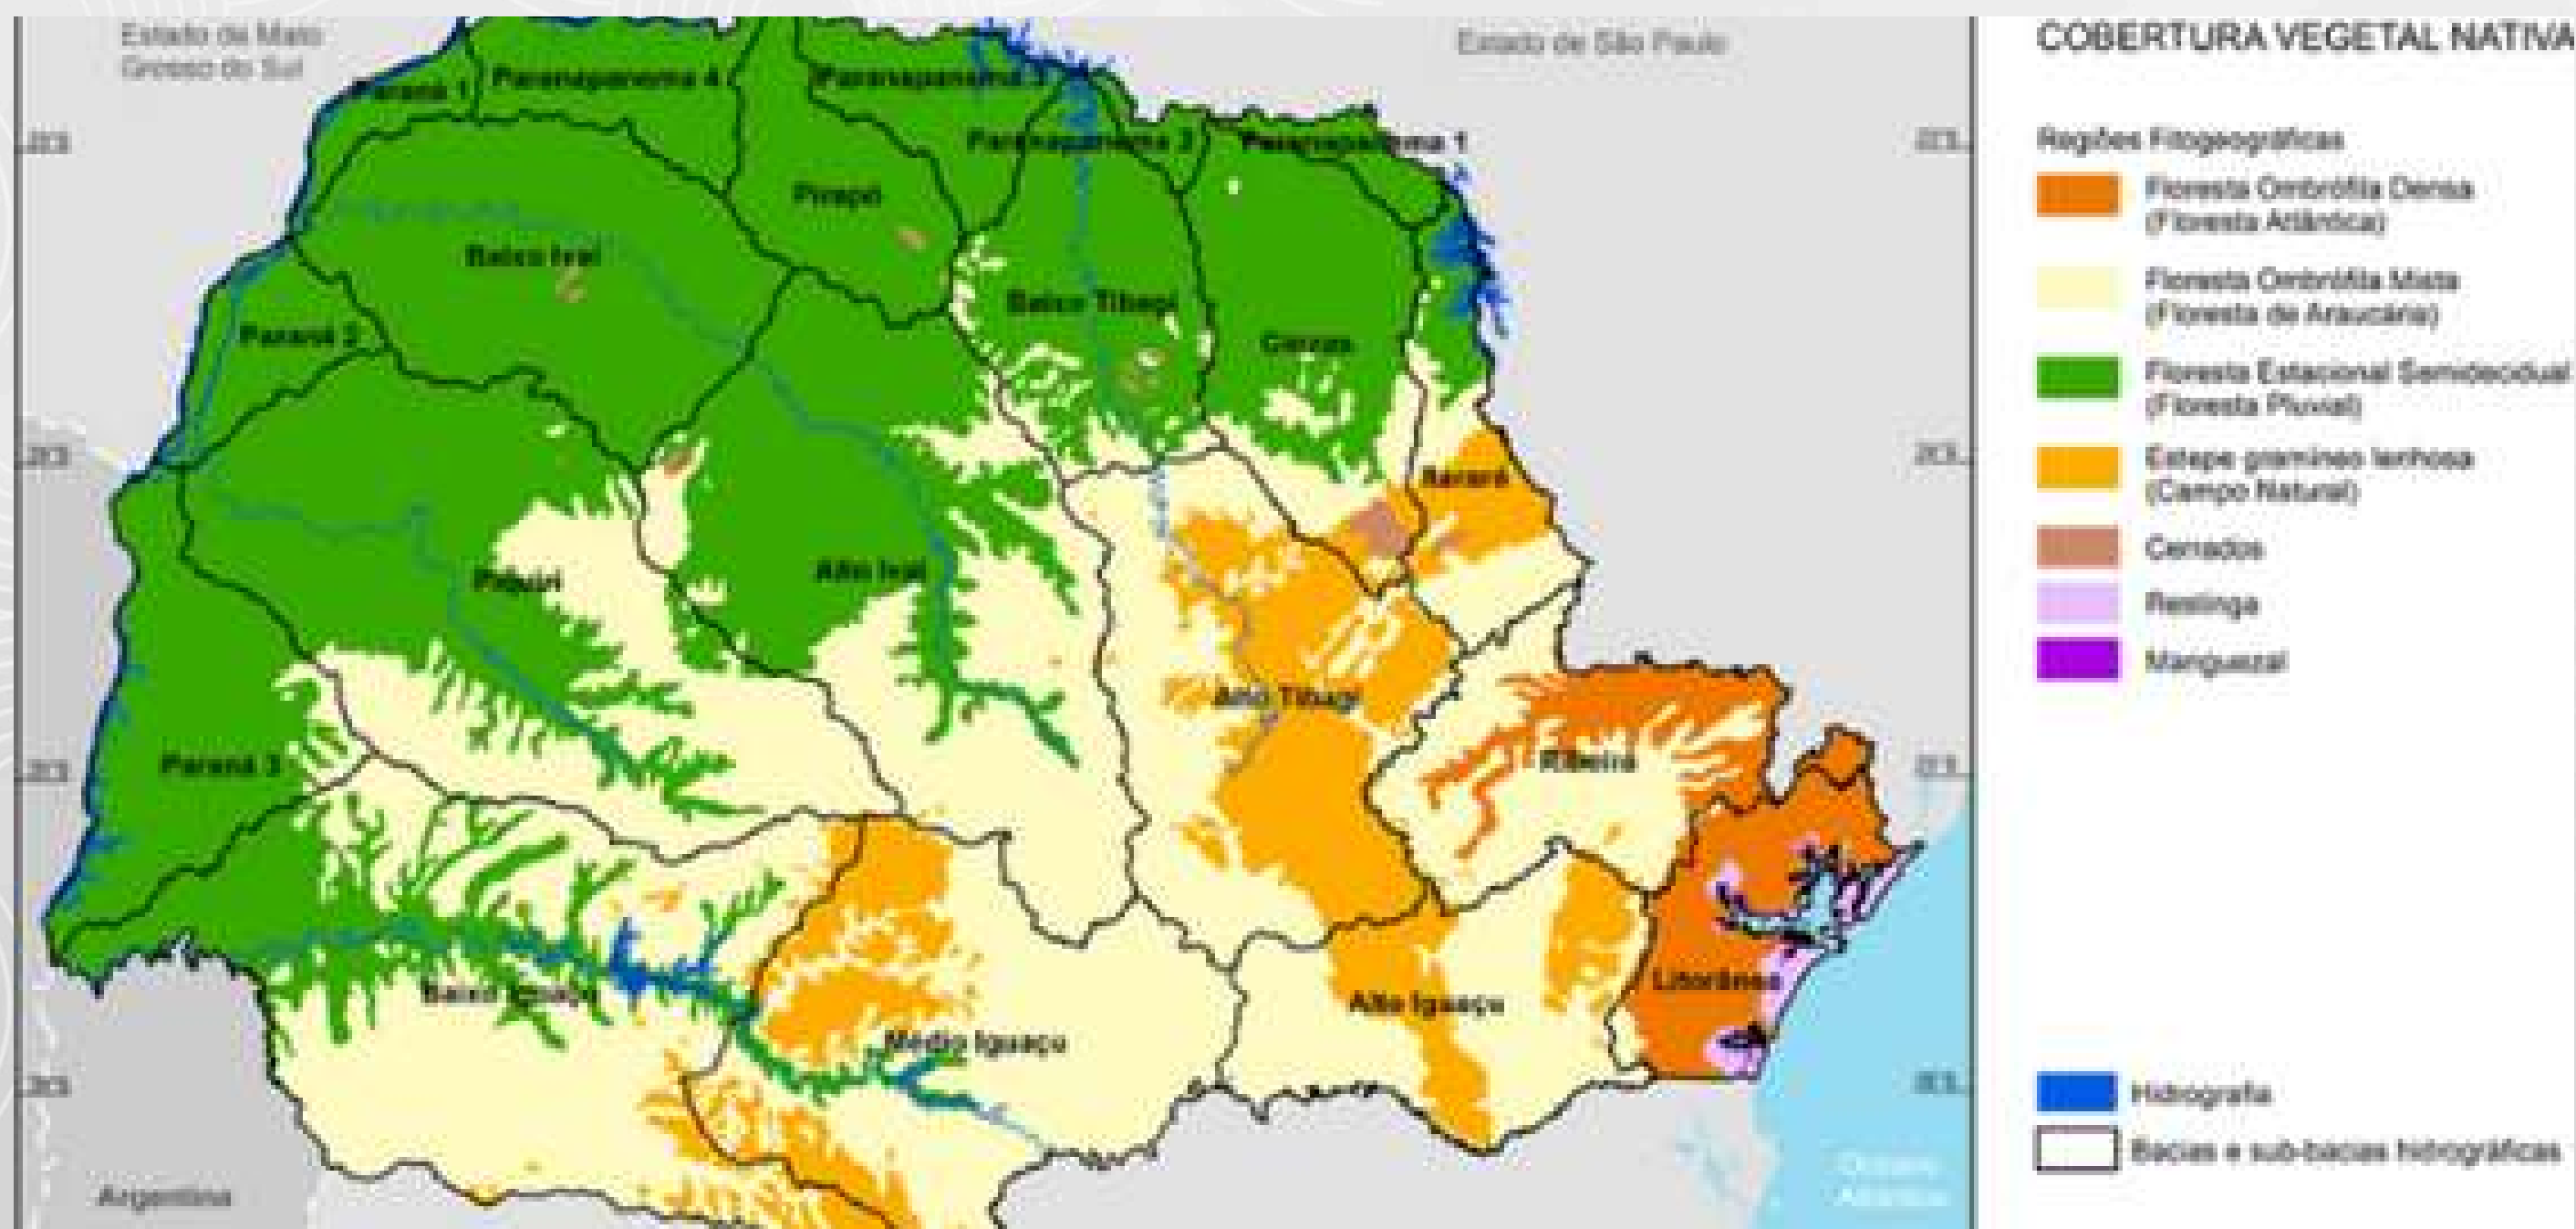 Estado de Mato
Grosso do Sul
Estado de São Paulo
Paraná 1
Paranapanema 4
Paranapanema 3
Paranapanema 2
Paranapanema 1
Pirapó
Baixo Ivaí
Baixo Tibagi
Paraná 2
Cinzas
Itararé
Piquiri
Alto Ivaí
Alto Tibagi
Paraná 3
Ribeira
Litorânea
Baixo Iguaçu
Alto Iguaçu
Médio Iguaçu
Argentina
Oceano
Atlântico
COBERTURA VEGETAL NATIVA
Regiões Fitogeográficas
Floresta Ombrófila Densa
(Floresta Atlântica)
Floresta Ombrófila Mista
(Floresta de Araucária)
Floresta Estacional Semidecidual
(Floresta Pluvial)
Estepe gramíneo lenhosa
(Campo Natural)
Cerrados
Restinga
Manguezal
Hidrografia
Bacias e sub-bacias hidrográficas